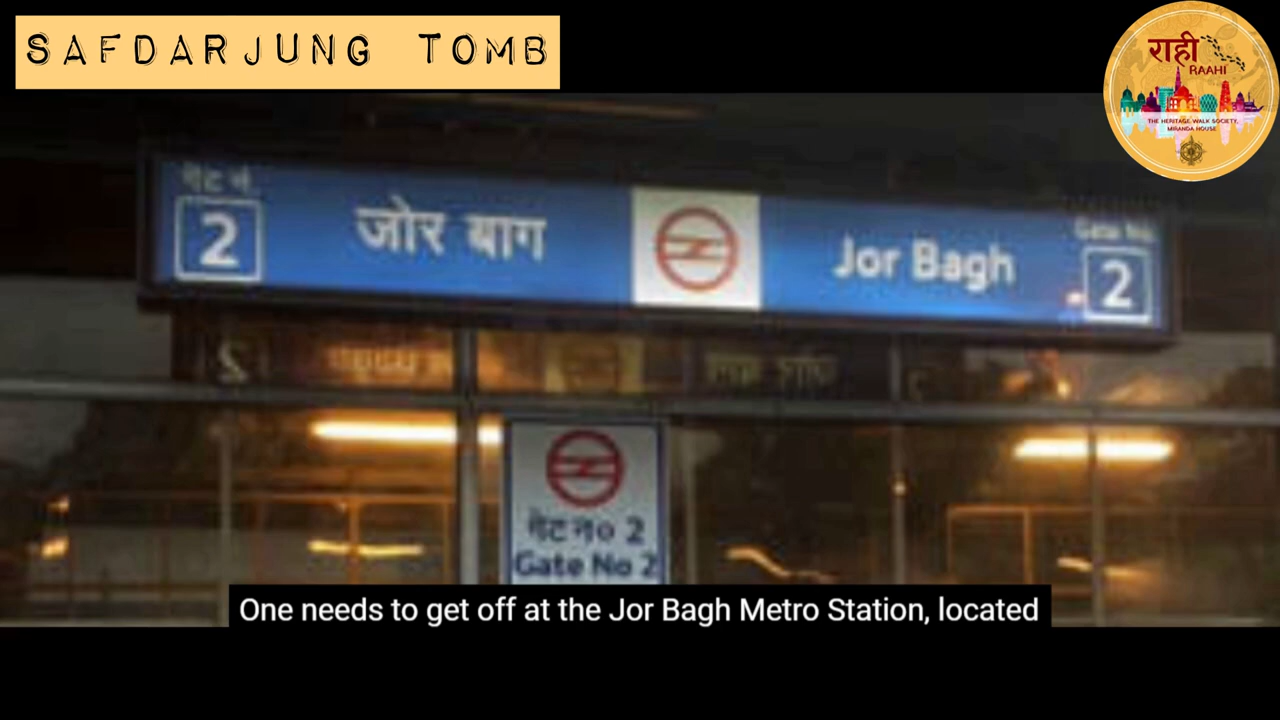 SAFDARJUNG TOMB
राही
RAAHI
THE HERITAGE WALK SOCIETY,
MIRANDA HOUSE
गेट नं.
2
जोर बाग
Jor Bagh
Gate No.
2
गेट न० 2
Gate No 2
One needs to get off at the Jor Bagh Metro Station, located